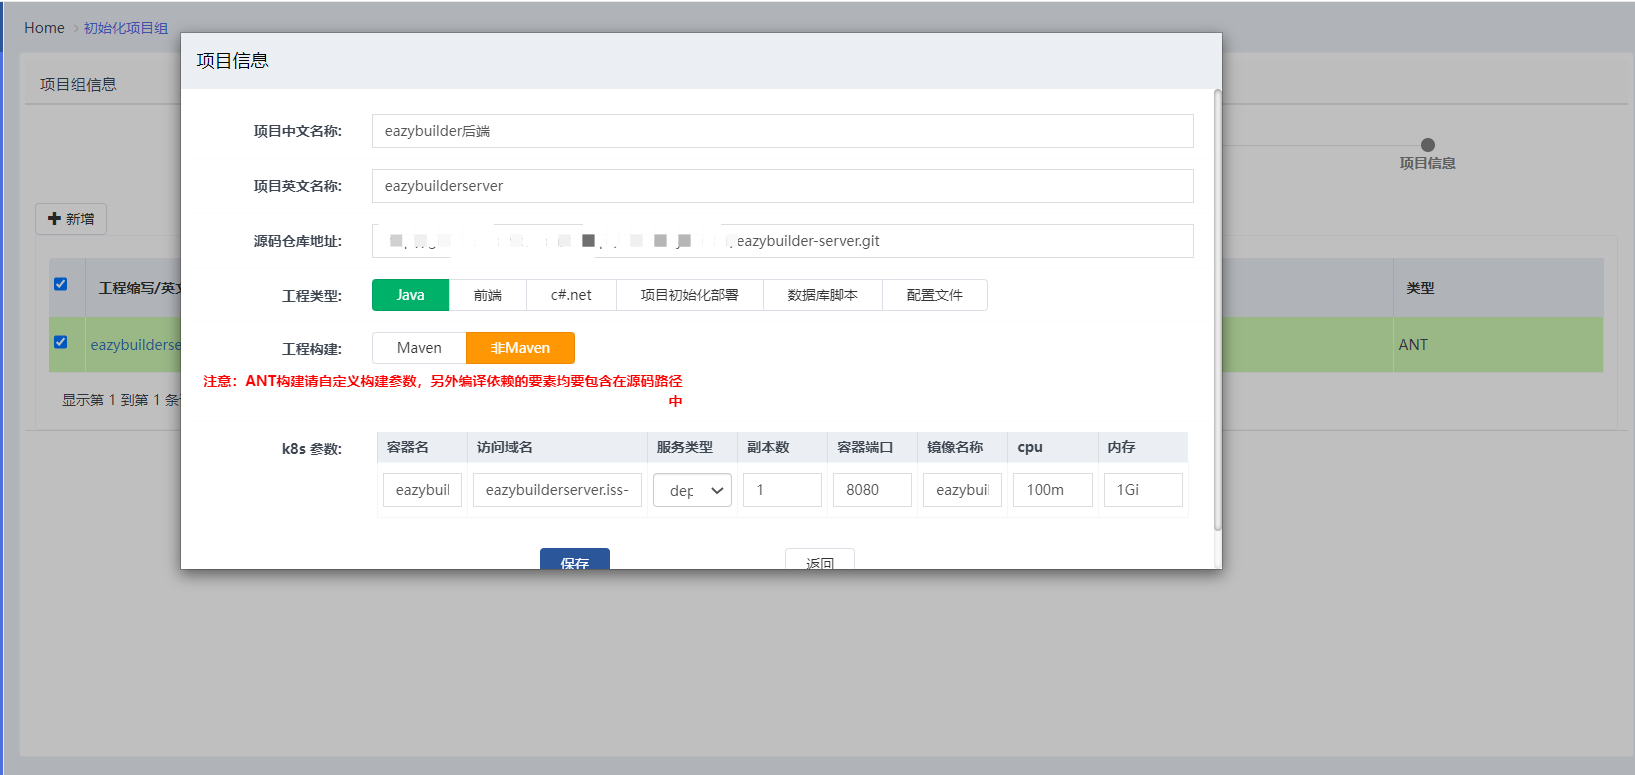 Home > 初始化项目组
项目信息
项目组信息
项目中文名称: eazybuilder后端
项目信息
项目英文名称: eazybuilderserver
新增
源码仓库地址: eazybuilder-server.git
工程缩写/英文
类型
工程类型: Java 前端 c#.net 项目初始化部署 数据库脚本 配置文件
eazybuilderse
ANT
工程构建: Maven 非Maven
注意：ANT构建请自定义构建参数，另外编译依赖的要素均要包含在源码路径
中
显示第 1 到第 1 条
k8s 参数: 容器名 访问域名 服务类型 副本数 容器端口 镜像名称 cpu 内存
eazybuil eazybuilderserver.iss- dep 1 8080 eazybuil 100m 1Gi
保存 返回